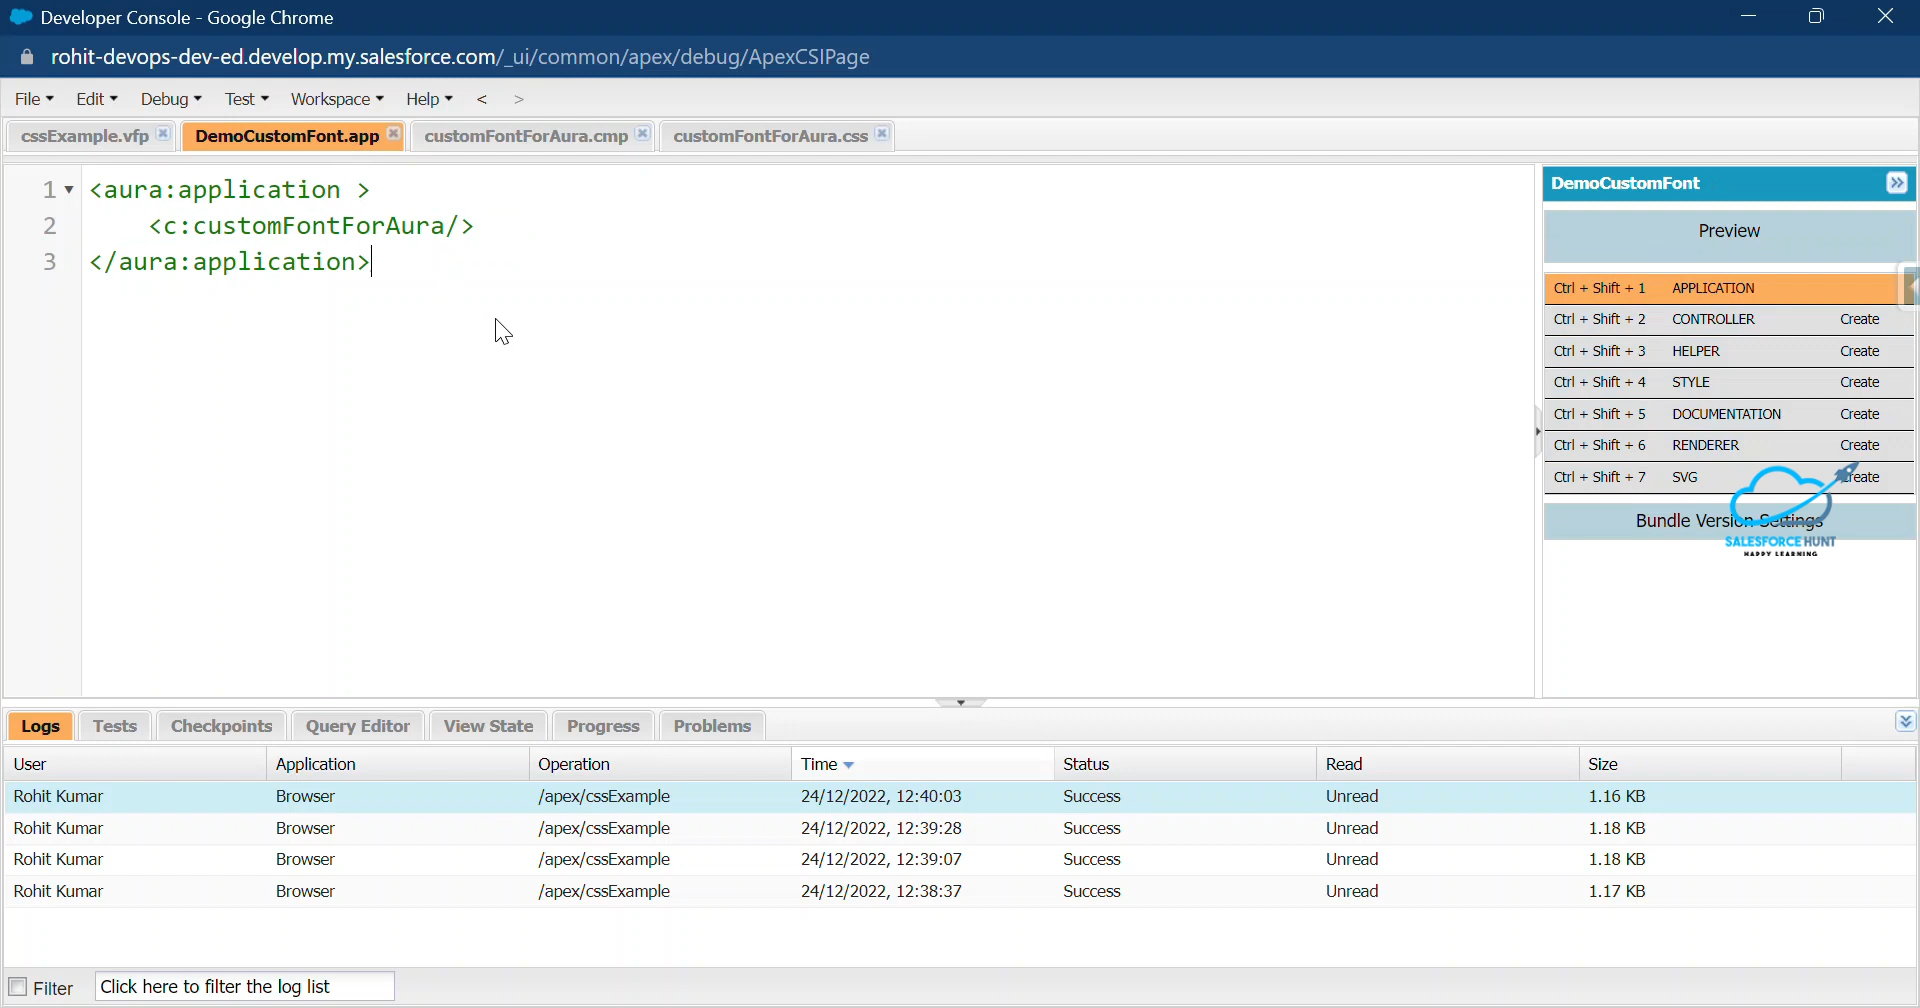 Developer Console - Google Chrome
rohit-devops-dev-ed.develop.my.salesforce.com/_ui/common/apex/debug/ApexCSIPage
File Edit Debug Test Workspace Help < >
cssExample.vfp DemoCustomFont.app customFontForAura.cmp customFontForAura.css
1 <aura:application >
2 <c:customFontForAura/>
3 </aura:application>
DemoCustomFont
Preview
Ctrl + Shift + 1 APPLICATION
Ctrl + Shift + 2 CONTROLLER Create
Ctrl + Shift + 3 HELPER Create
Ctrl + Shift + 4 STYLE Create
Ctrl + Shift + 5 DOCUMENTATION Create
Ctrl + Shift + 6 RENDERER Create
Ctrl + Shift + 7 SVG Create
Bundle Version Settings
SALESFORCE HUNT
HAPPY LEARNING
Logs Tests Checkpoints Query Editor View State Progress Problems
User Application Operation Time Status Read Size
Rohit Kumar Browser /apex/cssExample 24/12/2022, 12:40:03 Success Unread 1.16 KB
Rohit Kumar Browser /apex/cssExample 24/12/2022, 12:39:28 Success Unread 1.18 KB
Rohit Kumar Browser /apex/cssExample 24/12/2022, 12:39:07 Success Unread 1.18 KB
Rohit Kumar Browser /apex/cssExample 24/12/2022, 12:38:37 Success Unread 1.17 KB
Filter Click here to filter the log list